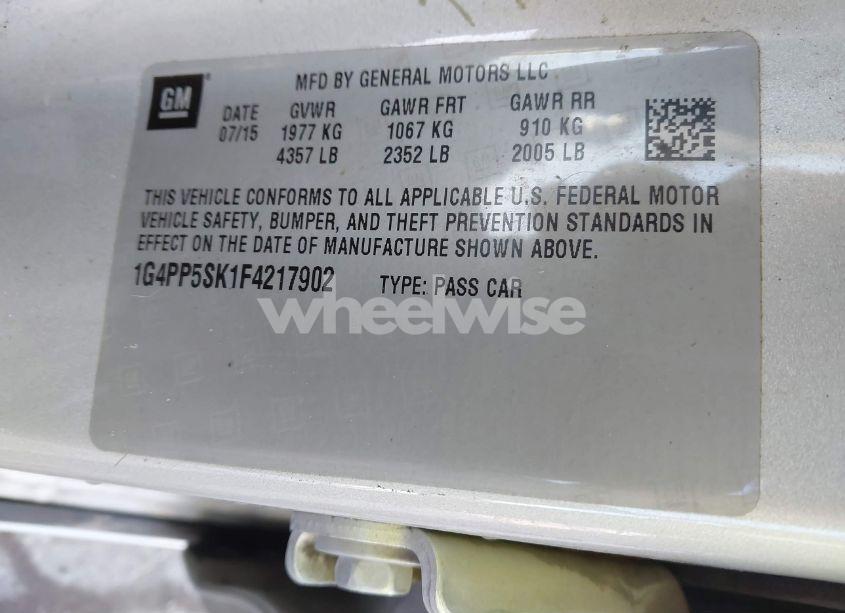 GM
MFD BY GENERAL MOTORS LLC
DATE GVWR GAWR FRT GAWR RR
07/15 1977 KG 1067 KG 910 KG
4357 LB 2352 LB 2005 LB
THIS VEHICLE CONFORMS TO ALL APPLICABLE U.S. FEDERAL MOTOR
VEHICLE SAFETY, BUMPER, AND THEFT PREVENTION STANDARDS IN
EFFECT ON THE DATE OF MANUFACTURE SHOWN ABOVE.
1G4PP5SK1F4217902 TYPE: PASS CAR
wheelwise